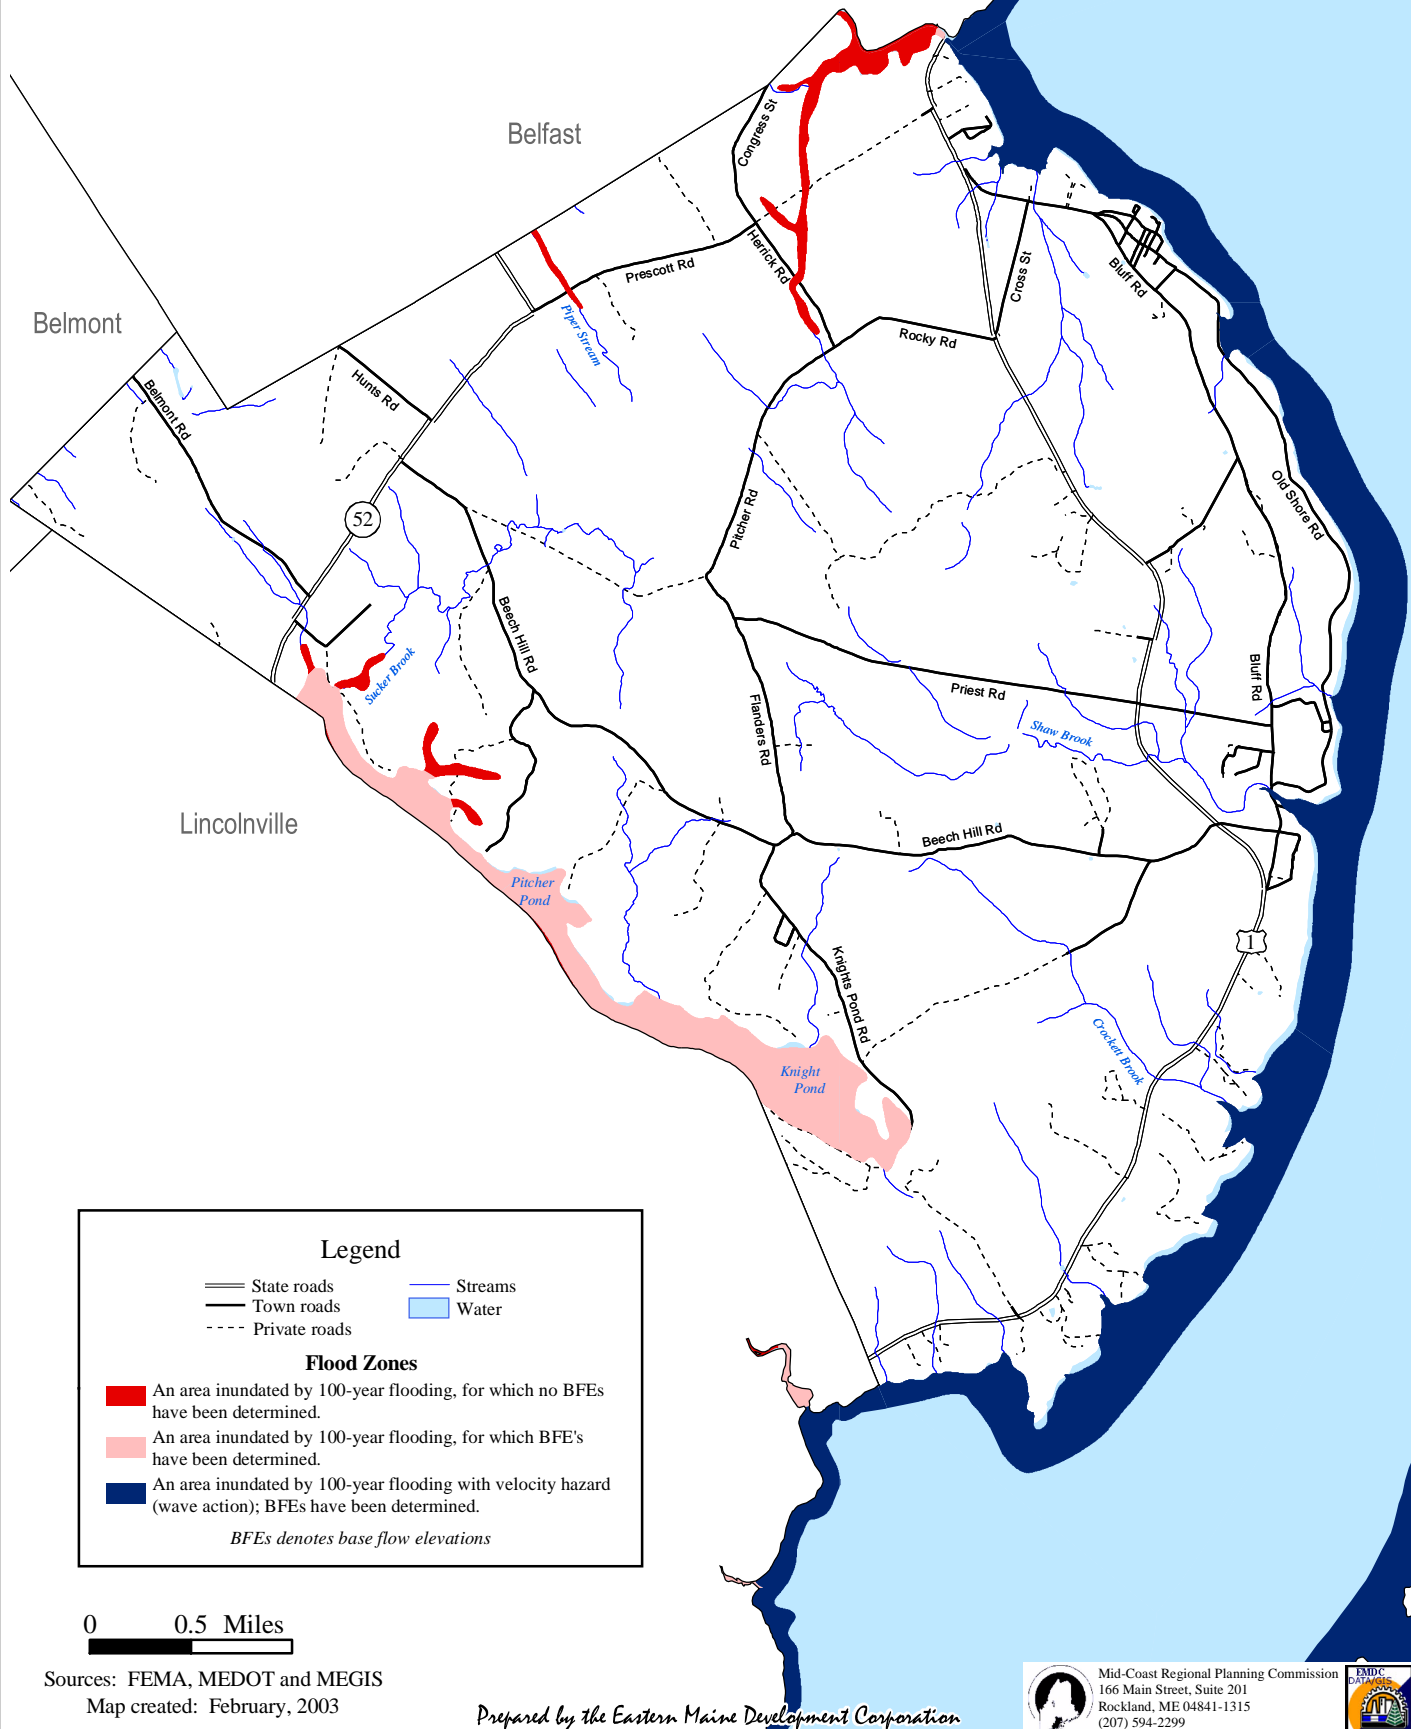 Belfast
Congress St
Herrick Rd
Prescott Rd
Piper Stream
Cross St
Bluff Rd
Rocky Rd
Belmont
Belmont Rd
Hunts Rd
52
Pitcher Rd
Old Shore Rd
Beech Hill Rd
Sucker Brook
Flanders Rd
Priest Rd
Bluff Rd
Shaw Brook
Lincolnville
Beech Hill Rd
Pitcher
Pond
1
Knights Pond Rd
Crockett Brook
Knight
Pond
Legend
State roads
Streams
Town roads
Water
Private roads
Flood Zones
An area inundated by 100-year flooding, for which no BFEs
have been determined.
An area inundated by 100-year flooding, for which BFE's
have been determined.
An area inundated by 100-year flooding with velocity hazard
(wave action); BFEs have been determined.
BFEs denotes base flow elevations
0 0.5 Miles
Sources: FEMA, MEDOT and MEGIS
Map created: February, 2003
Prepared by the Eastern Maine Development Corporation
Mid-Coast Regional Planning Commission
166 Main Street, Suite 201
Rockland, ME 04841-1315
(207) 594-2299
EMDC
DATA/GIS